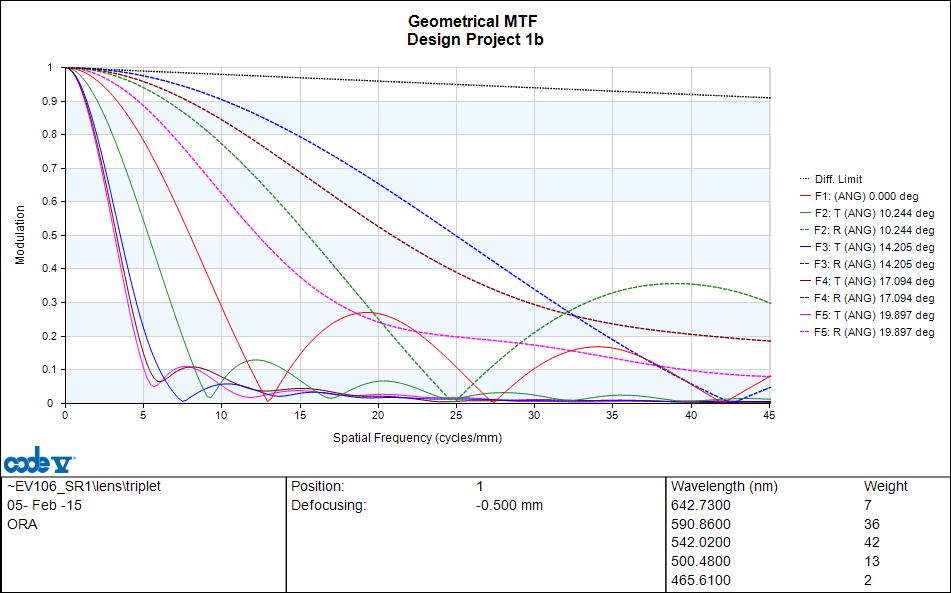 Geometrical MTF
Design Project 1b
1
0.9
0.8
0.7
0.6
0.5
0.4
0.3
0.2
0.1
0
Modulation
0 5 10 15 20 25 30 35 40 45
Spatial Frequency (cycles/mm)
Diff. Limit
F1: (ANG) 0.000 deg
F2: T (ANG) 10.244 deg
F2: R (ANG) 10.244 deg
F3: T (ANG) 14.205 deg
F3: R (ANG) 14.205 deg
F4: T (ANG) 17.094 deg
F4: R (ANG) 17.094 deg
F5: T (ANG) 19.897 deg
F5: R (ANG) 19.897 deg
code V
~EV106_SR1\lens\triplet
05- Feb -15
ORA
Position: 1
Defocusing: -0.500 mm
Wavelength (nm) Weight
642.7300 7
590.8600 36
542.0200 42
500.4800 13
465.6100 2